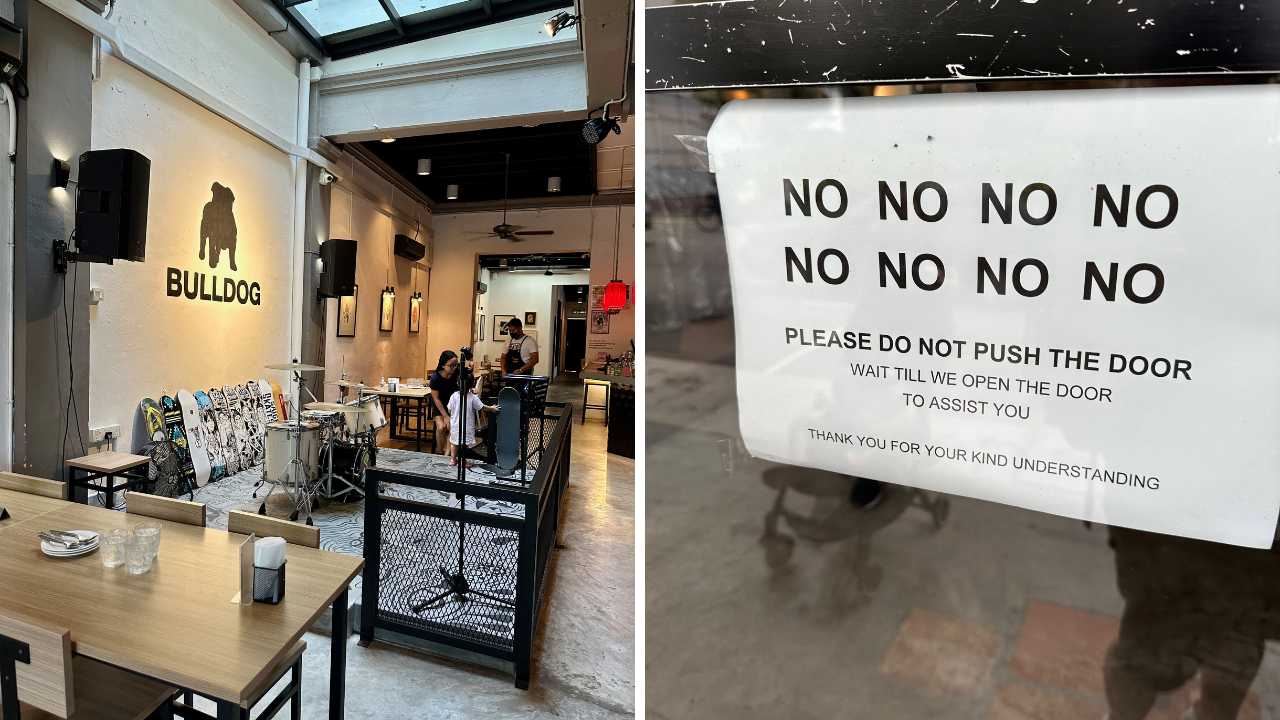 BULLDOG
NO NO NO NO
NO NO NO NO
PLEASE DO NOT PUSH THE DOOR
WAIT TILL WE OPEN THE DOOR
TO ASSIST YOU
THANK YOU FOR YOUR KIND UNDERSTANDING